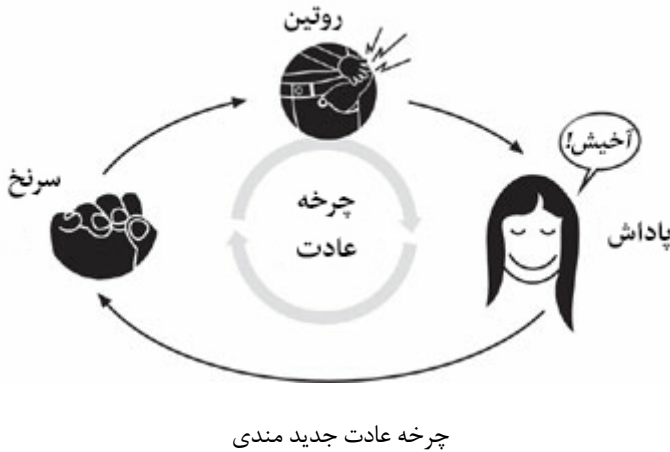 روتین
آخیش!
سرنخ
پاداش
چرخه
عادت
چرخه عادت جدید مندی